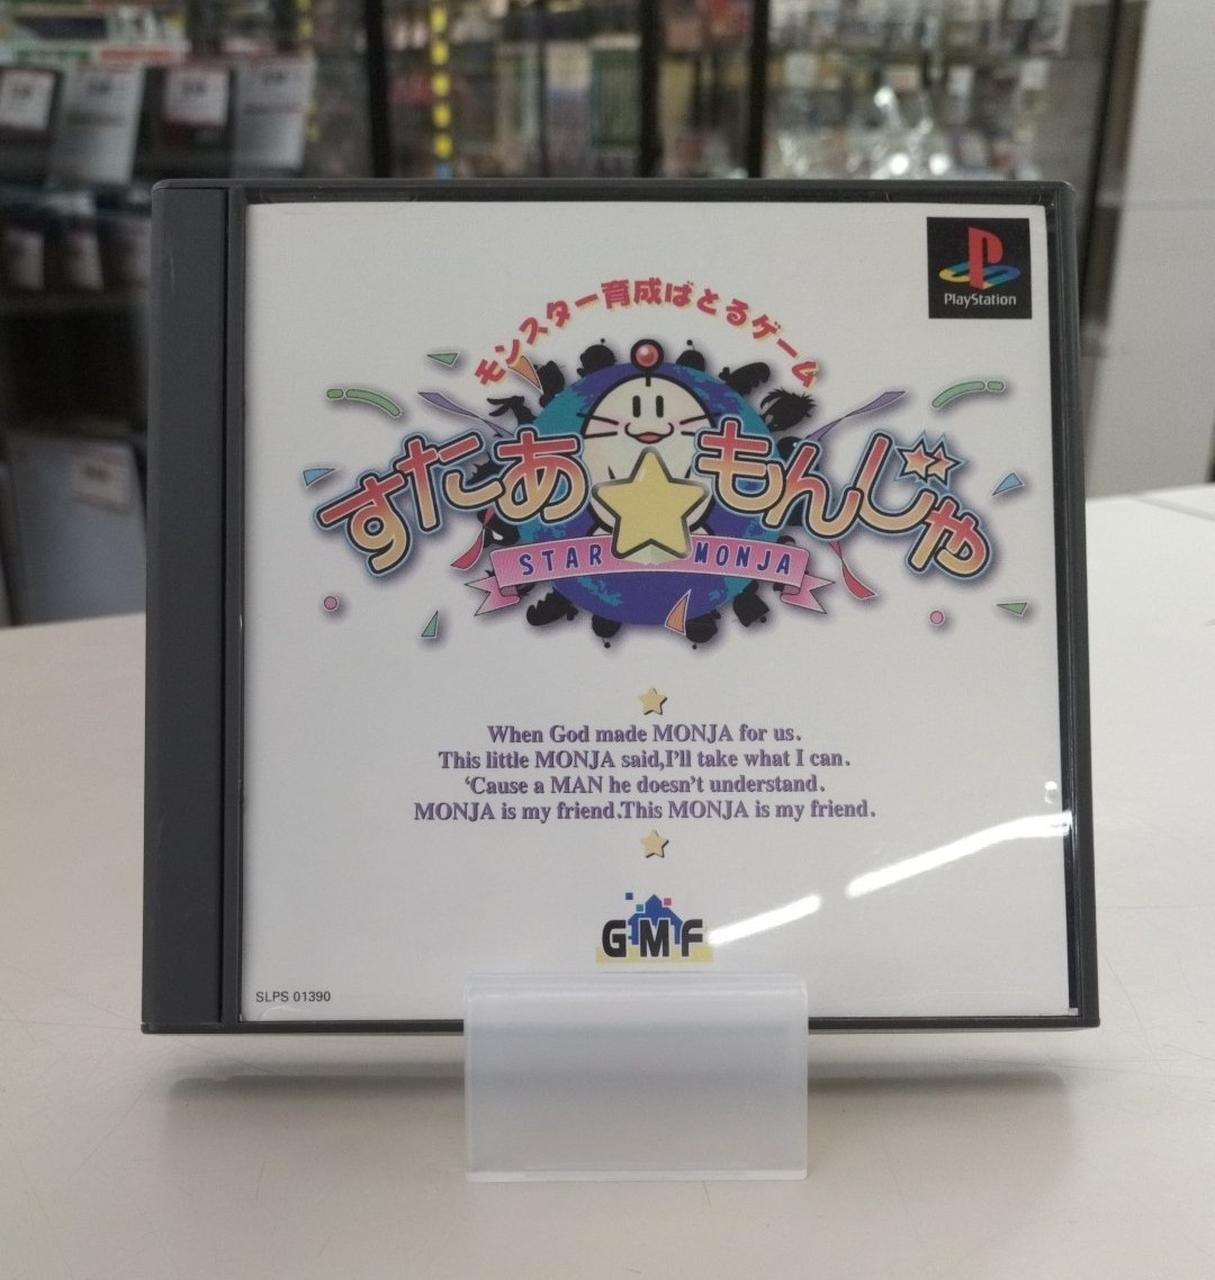 PlayStation
モンスター育成ばとるゲーム
すたあもんじゃ
STAR MONJA
When God made MONJA for us.
This little MONJA said,I'll take what I can.
‘Cause a MAN he doesn't understand.
MONJA is my friend.This MONJA is my friend.
GMF
SLPS 01390